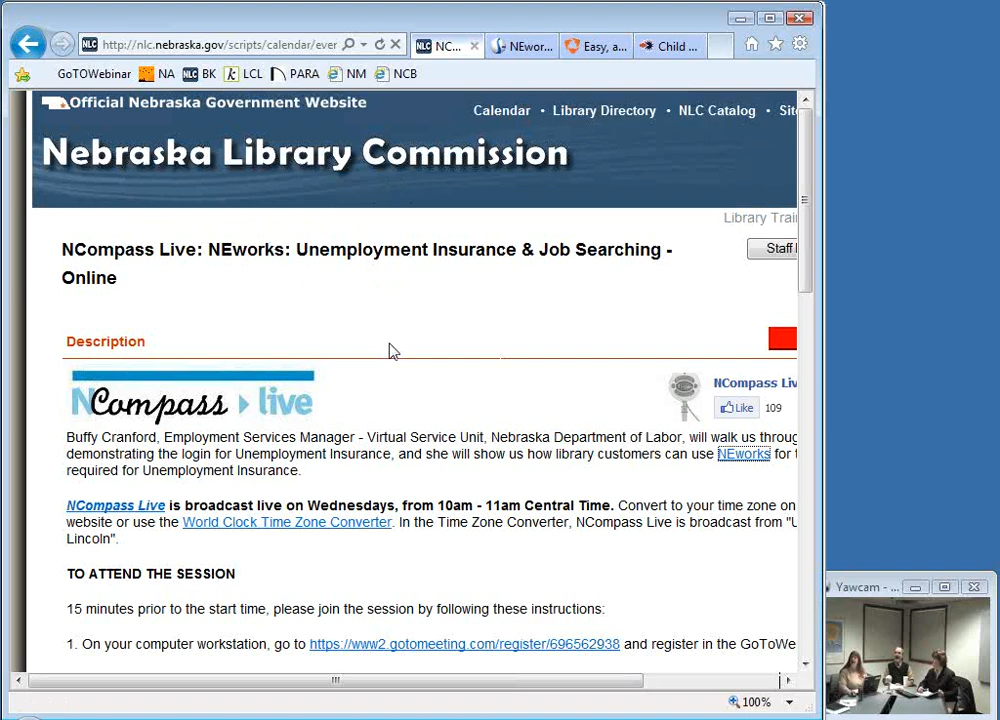 http://nlc.nebraska.gov/scripts/calendar/ever
NLC NC...
NEwor...
Easy, a...
Child ...
GoTOWebinar NA NLC BK k LCL PARA NM NCB
Official Nebraska Government Website
Calendar • Library Directory • NLC Catalog • Site
Nebraska Library Commission
Library Train
NCompass Live: NEworks: Unemployment Insurance & Job Searching -
Online
Staff
Description
NCompass live
NCompass Liv
Like 109
Buffy Cranford, Employment Services Manager - Virtual Service Unit, Nebraska Department of Labor, will walk us throug
demonstrating the login for Unemployment Insurance, and she will show us how library customers can use NEworks for t
required for Unemployment Insurance.
NCompass Live is broadcast live on Wednesdays, from 10am - 11am Central Time. Convert to your time zone on
website or use the World Clock Time Zone Converter. In the Time Zone Converter, NCompass Live is broadcast from "U
Lincoln".
TO ATTEND THE SESSION
15 minutes prior to the start time, please join the session by following these instructions:
1. On your computer workstation, go to https://www2.gotomeeting.com/register/696562938 and register in the GoToWe
100%
Yawcam - ...